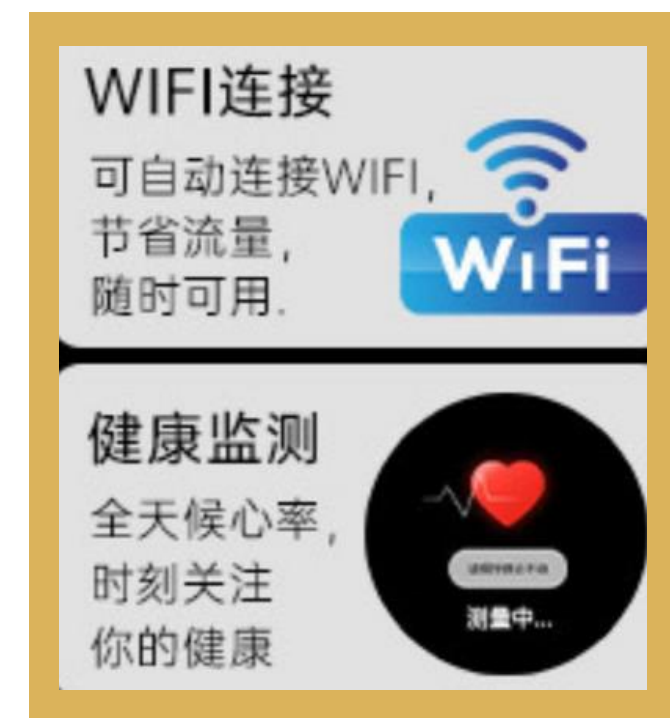 WIFI连接
可自动连接WIFI,
节省流量,
随时可用.
WiFi
健康监测
全天候心率,
时刻关注
你的健康
测量中...